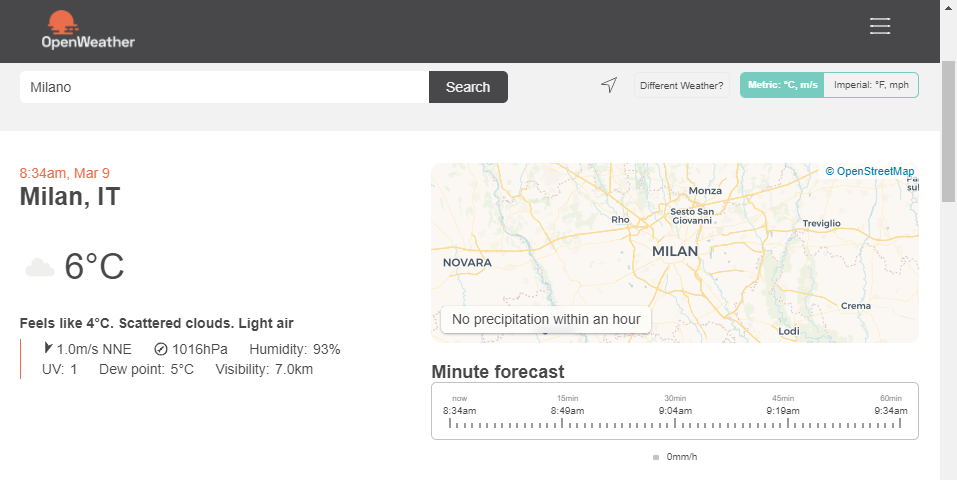 OpenWeather
Milano
Search
Different Weather?
Metric: °C, m/s
Imperial: °F, mph
8:34am, Mar 9
Milan, IT
6°C
Feels like 4°C. Scattered clouds. Light air
1.0m/s NNE 1016hPa Humidity: 93%
UV: 1 Dew point: 5°C Visibility: 7.0km
© OpenStreetMap
Monza
Rho
Sesto San
Giovanni
Treviglio
MILAN
NOVARA
Crema
Lodi
No precipitation within an hour
Minute forecast
now 15min 30min 45min 60min
8:34am 8:49am 9:04am 9:19am 9:34am
0mm/h